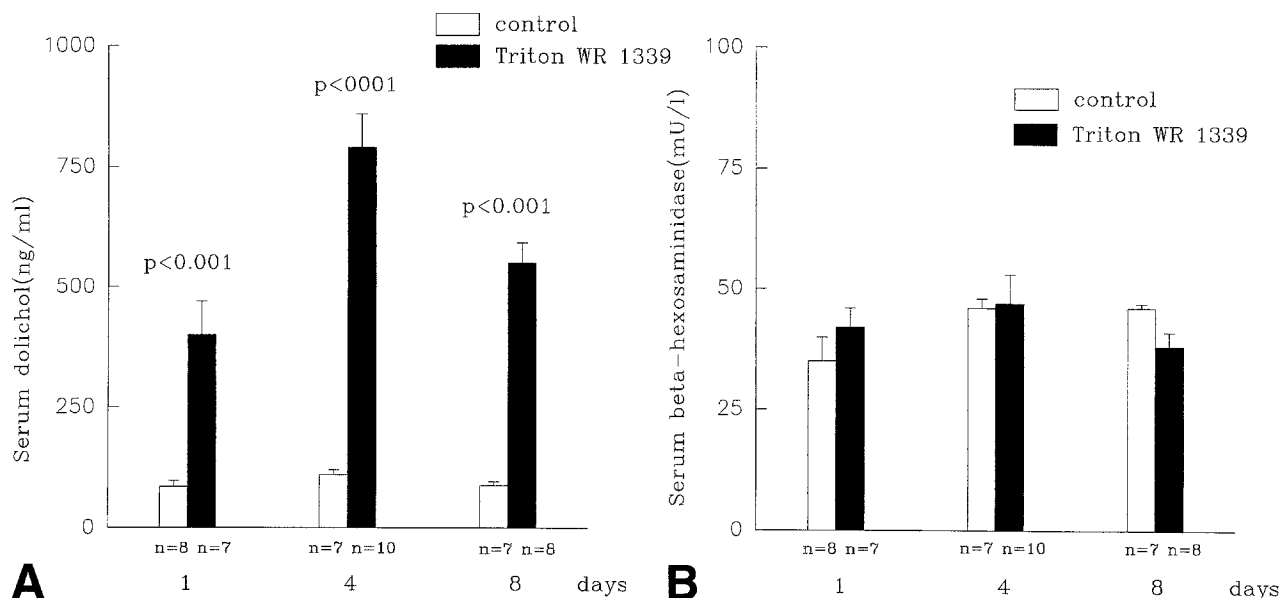 control
Triton WR 1339
1000
750
500
250
0
Serum dolichol(ng/ml)
p<0.001
p<0001
p<0.001
n=8 n=7
n=7 n=10
n=7 n=8
1
4
8
days
A
control
Triton WR 1339
100
75
50
25
0
Serum beta-hexosaminidase(mU/l)
n=8 n=7
n=7 n=10
n=7 n=8
1
4
8
days
B